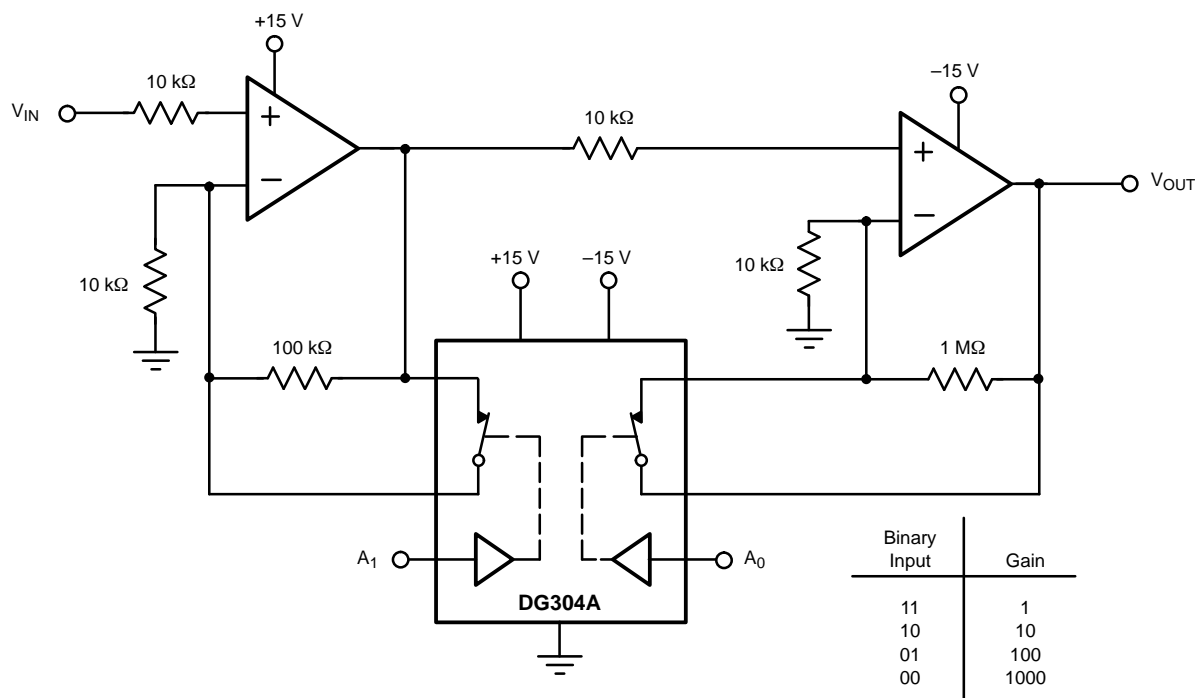 +15 V
10 kΩ
V_IN
+
−
10 kΩ
10 kΩ
–15 V
+
−
V_OUT
10 kΩ
+15 V
–15 V
100 kΩ
1 MΩ
A_1
A_0
DG304A
Binary
Input Gain
11 1
10 10
01 100
00 1000